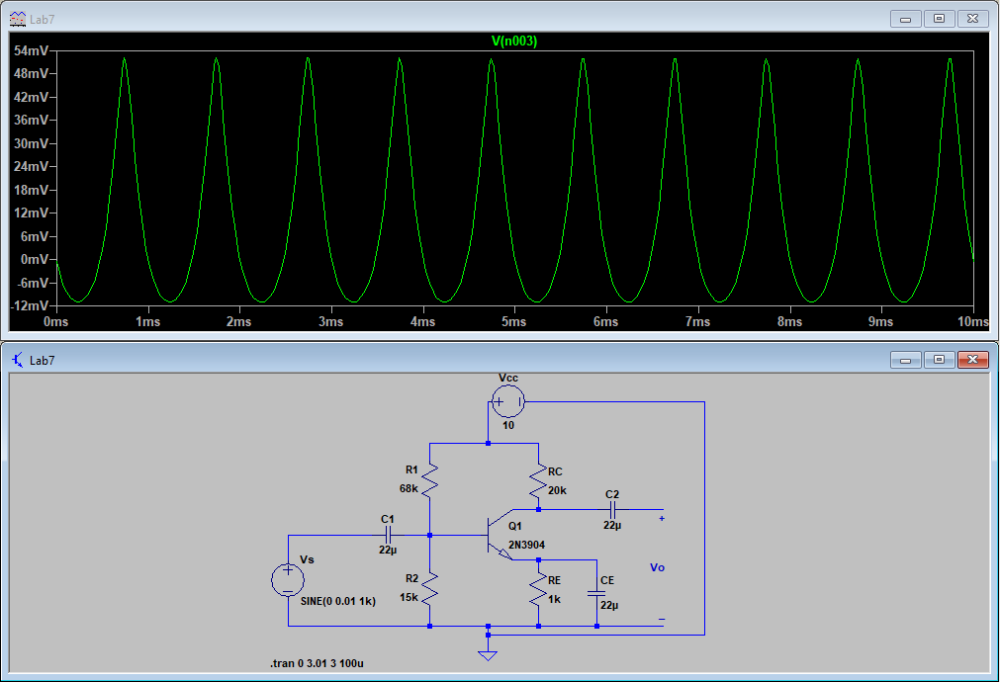 Lab7
V(n003)
54mV
48mV
42mV
36mV
30mV
24mV
18mV
12mV
6mV
0mV
-6mV
-12mV
0ms 1ms 2ms 3ms 4ms 5ms 6ms 7ms 8ms 9ms 10ms
Lab7
Vcc
10
R1
68k
RC
20k
C1
22µ
C2
22µ
+
Q1
2N3904
Vs
SINE(0 0.01 1k)
R2
15k
RE
1k
CE
22µ
Vo
–
.tran 0 3.01 3 100u